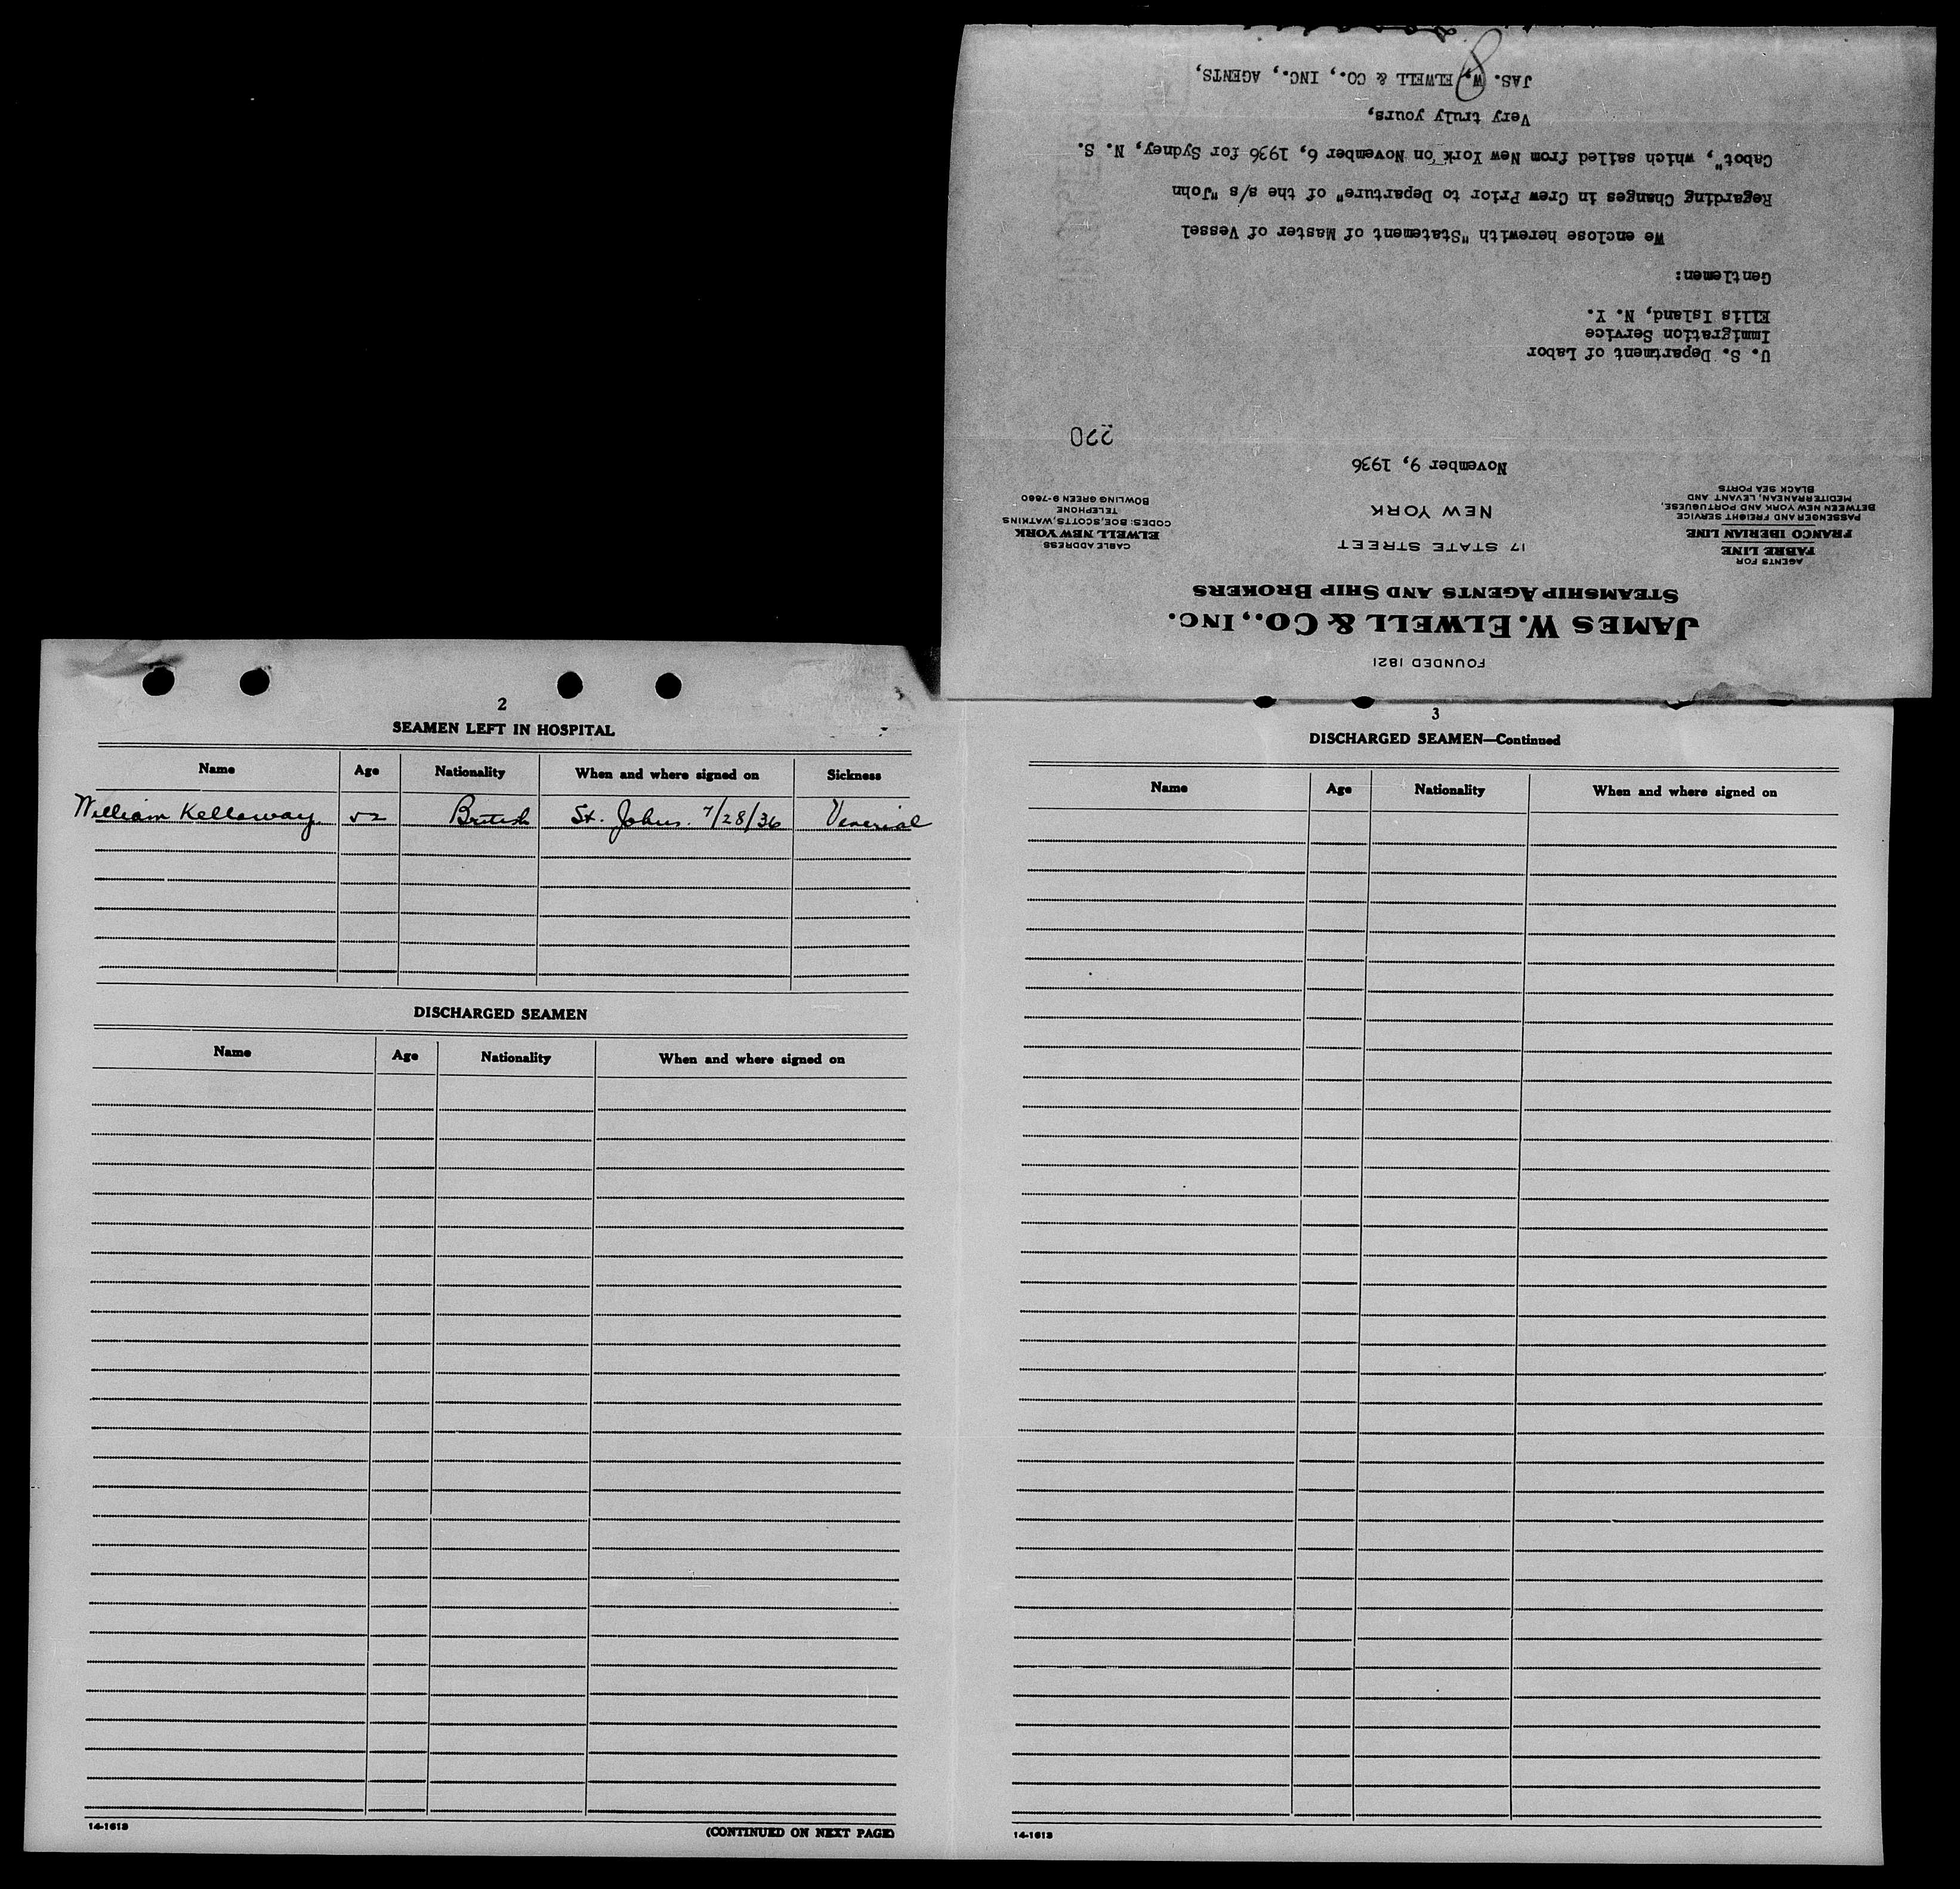 FOUNDED 1821
JAMES W. ELWELL & CO., INC.
STEAMSHIP AGENTS AND SHIP BROKERS
AGENTS FOR
FABRE LINE
FRANCO IBERIAN LINE
PASSENGER AND FREIGHT SERVICE
BETWEEN NEW YORK AND PORTUGUESE,
MEDITERRANEAN, LEVANT AND
BLACK SEA PORTS
17 STATE STREET
NEW YORK
CABLE ADDRESS
ELWELL NEW YORK
CODES: BOE, SCOTTS, WATKINS
TELEPHONE
BOWLING GREEN 9-7660
November 9, 1936
220
U. S. Department of Labor
Immigration Service
Ellis Island, N. Y.
Gentlemen:
We enclose herewith "Statement of Master of Vessel
Regarding Changes in Crew Prior to Departure" of the s/s "John
Cabot", which sailed from New York on November 6, 1936 for Sydney, N. S.
Very truly yours,
JAS. W. ELWELL & CO., INC., AGENTS,
2
SEAMEN LEFT IN HOSPITAL
Name Age Nationality When and where signed on Sickness
William Kelloway 52 British St. Johns. 7/28/36 Venerial
DISCHARGED SEAMEN
Name Age Nationality When and where signed on
14-1613
(CONTINUED ON NEXT PAGE)
3
DISCHARGED SEAMEN—Continued
Name Age Nationality When and where signed on
14-1613